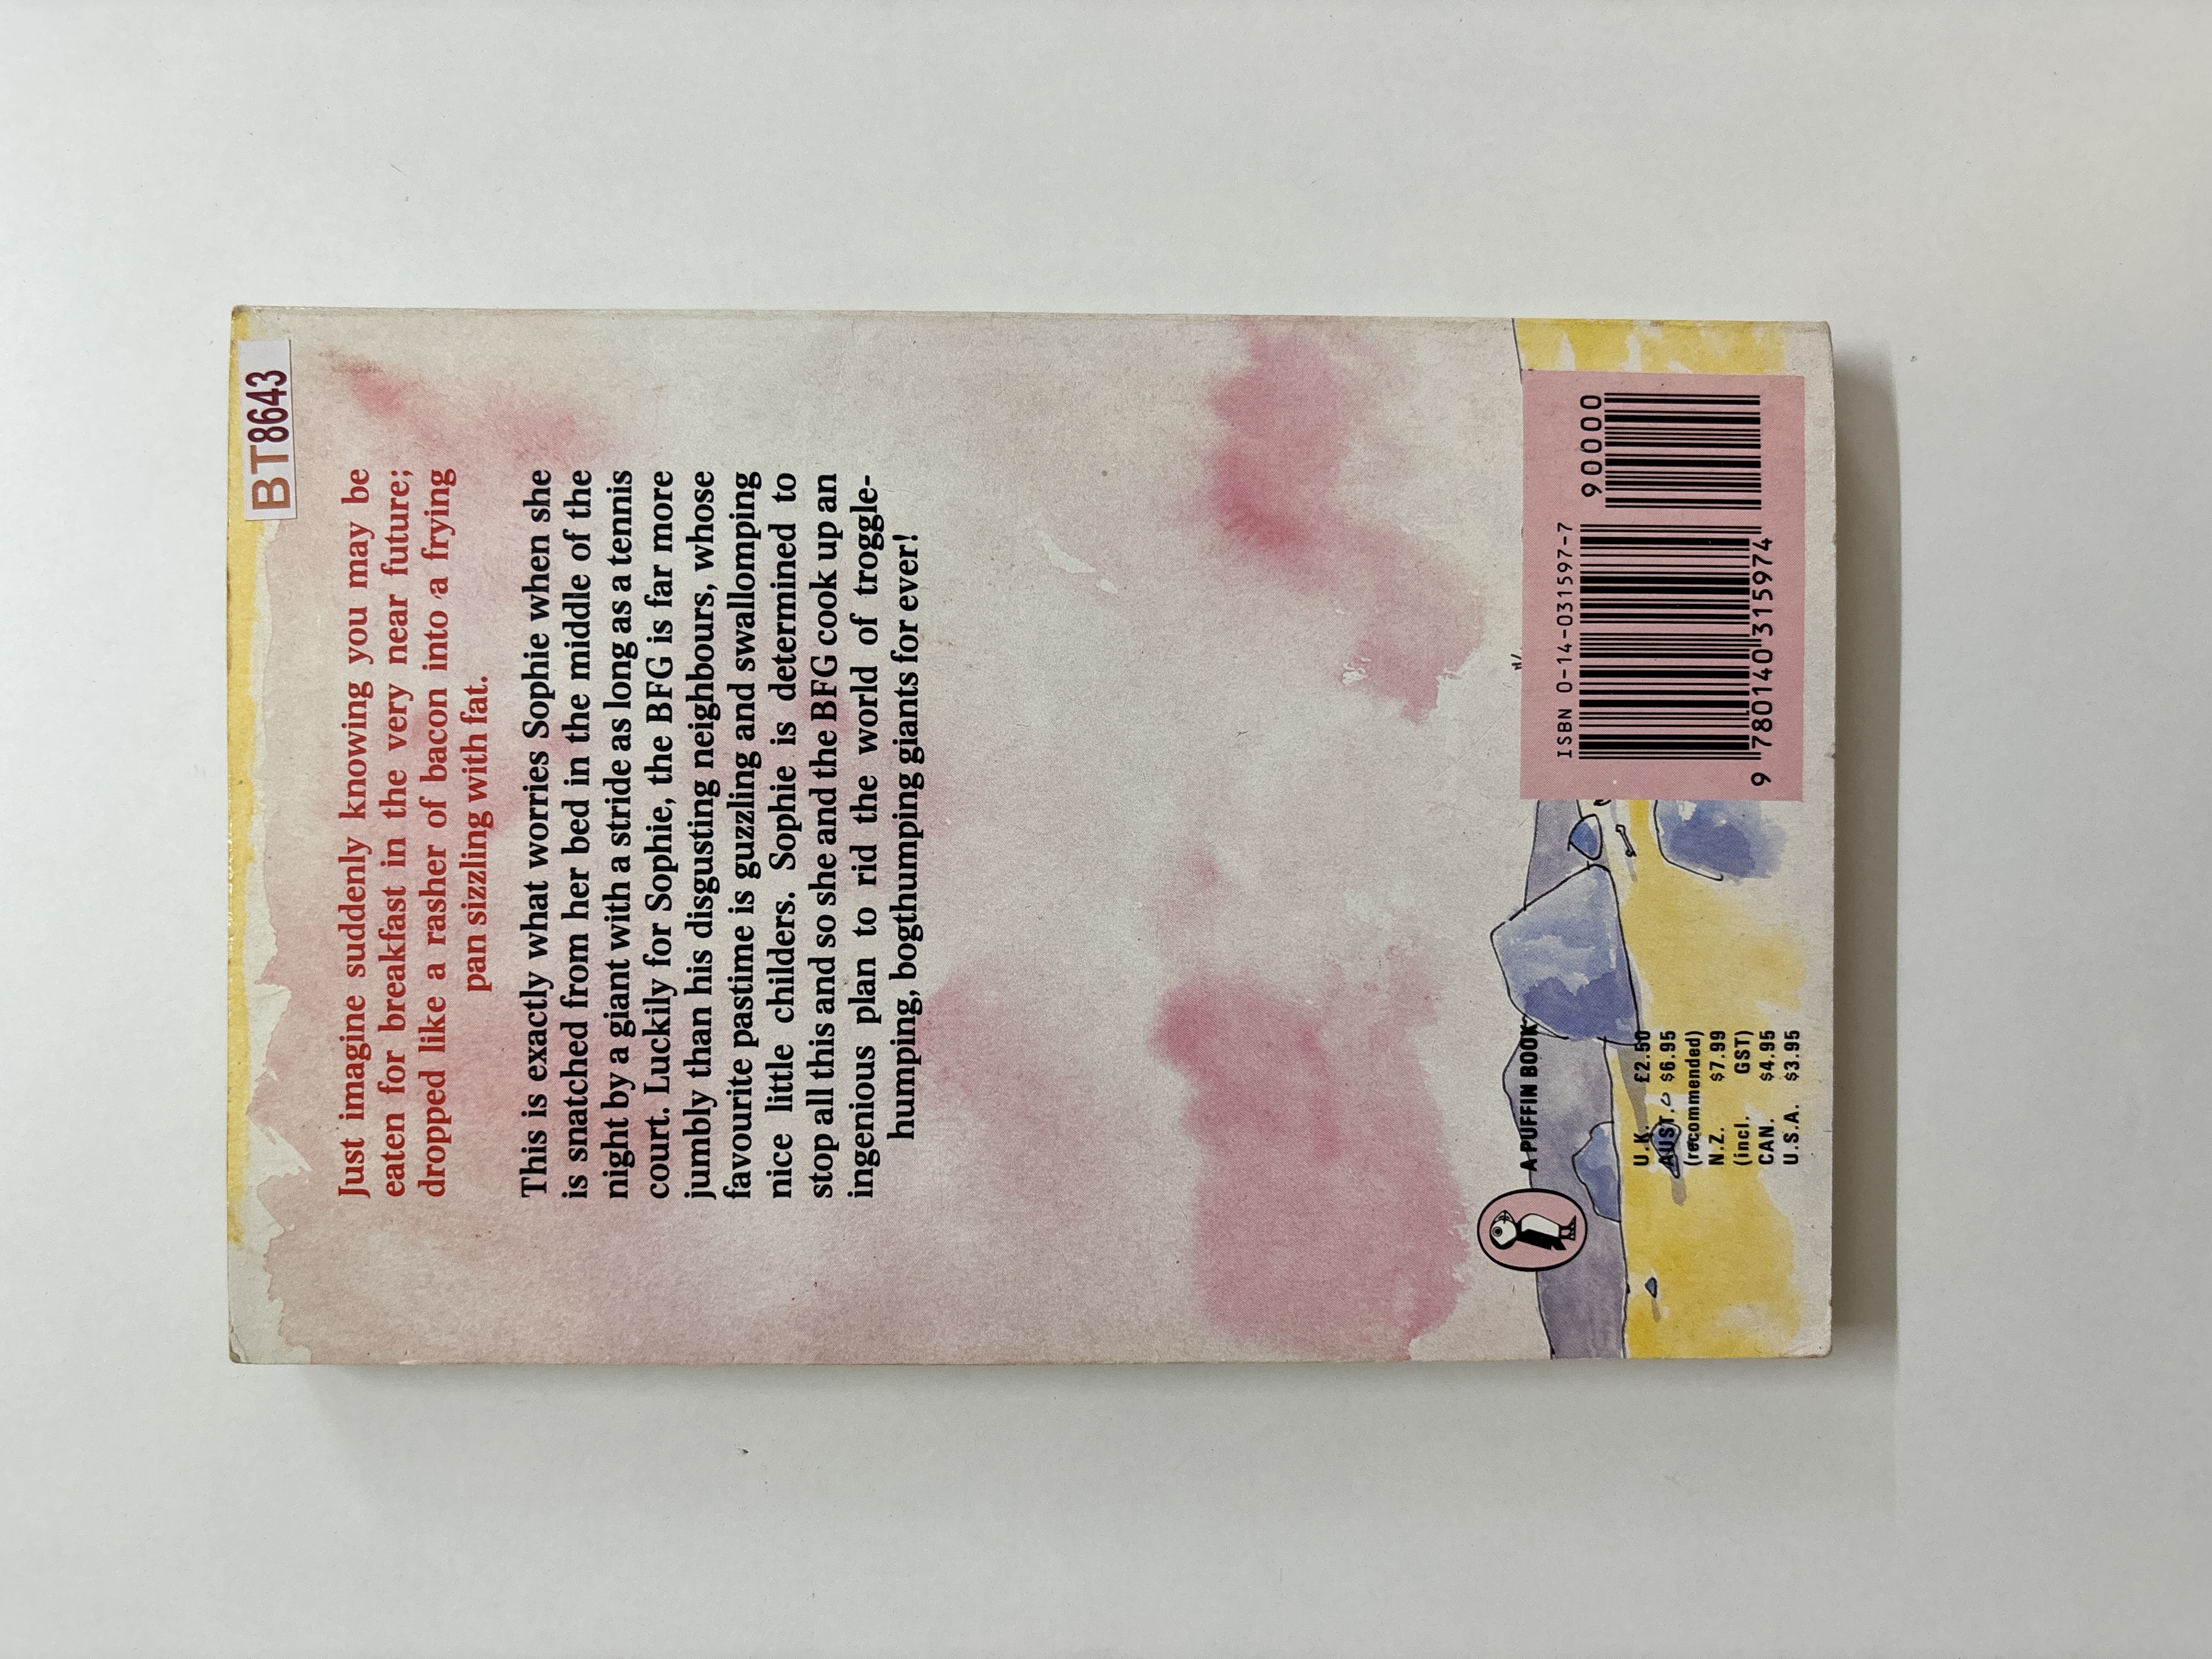 BT8643
Just imagine suddenly knowing you may be
eaten for breakfast in the very near future;
dropped like a rasher of bacon into a frying
pan sizzling with fat.
This is exactly what worries Sophie when she
is snatched from her bed in the middle of the
night by a giant with a stride as long as a tennis
court. Luckily for Sophie, the BFG is far more
jumbly than his disgusting neighbours, whose
favourite pastime is guzzling and swallomping
nice little childers. Sophie is determined to
stop all this and so she and the BFG cook up an
ingenious plan to rid the world of troggle-
humping, bogthumping giants for ever!
A PUFFIN BOOK
U.K. £2.50
AUST. $6.95
(recommended)
N.Z. $7.99
(incl. GST)
CAN. $4.95
U.S.A. $3.95
ISBN 0-14-031597-7
90000
9 780140 315974